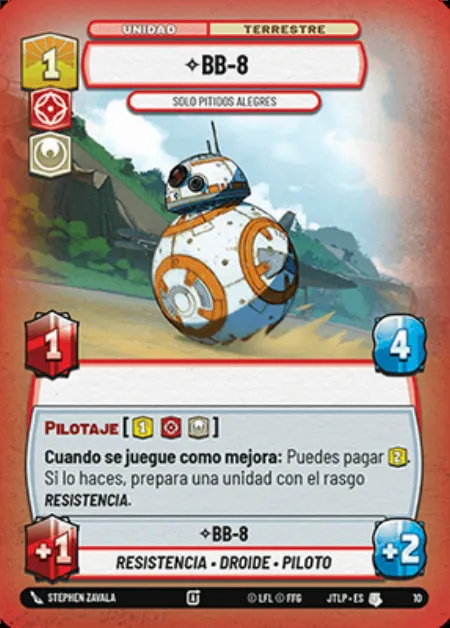 UNIDAD TERRESTRE
1
✧BB-8
SOLO PITIDOS ALEGRES
1
4
PILOTAJE [1]
Cuando se juegue como mejora: Puedes pagar 2.
Si lo haces, prepara una unidad con el rasgo
RESISTENCIA.
+1
✧BB-8
+2
RESISTENCIA • DROIDE • PILOTO
STEPHEN ZAVALA
© LFL © FFG
JTLP • ES
10